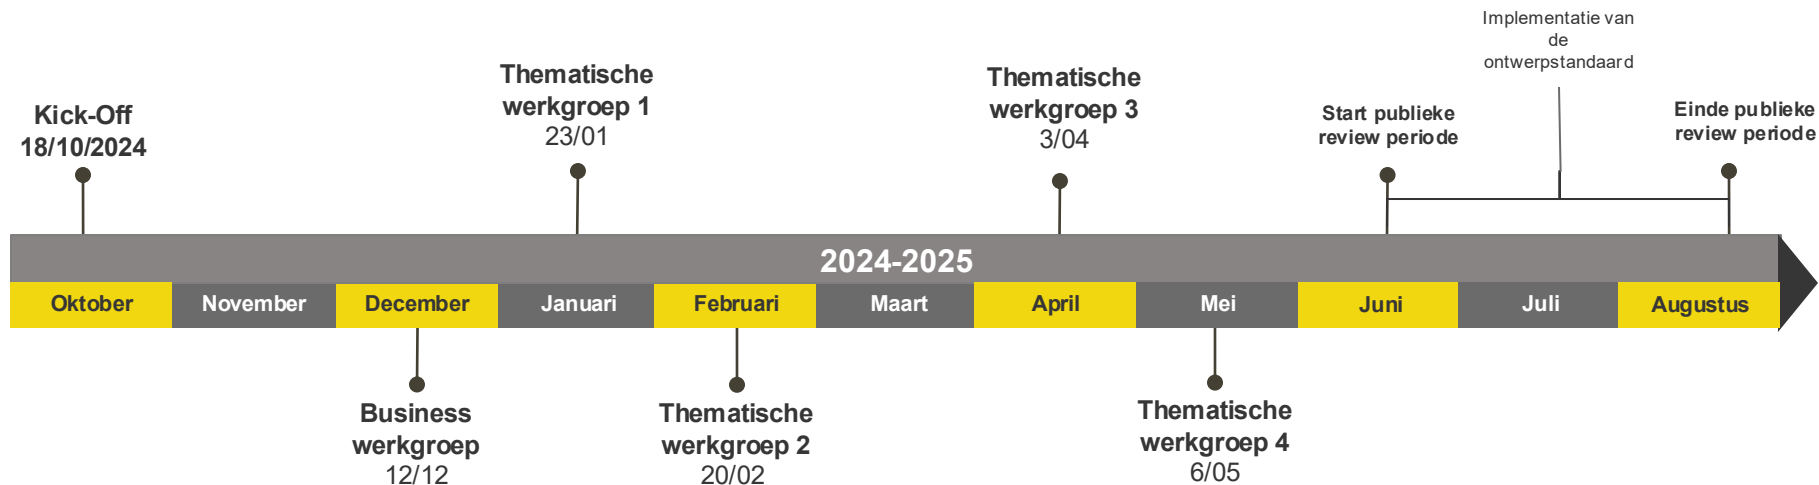 Implementatie van
de
ontwerpstandaard
Thematische
werkgroep 1
23/01
Thematische
werkgroep 3
3/04
Kick-Off
18/10/2024
Start publieke
review periode
Einde publieke
review periode
2024-2025
Oktober
November
December
Januari
Februari
Maart
April
Mei
Juni
Juli
Augustus
Business
werkgroep
12/12
Thematische
werkgroep 2
20/02
Thematische
werkgroep 4
6/05